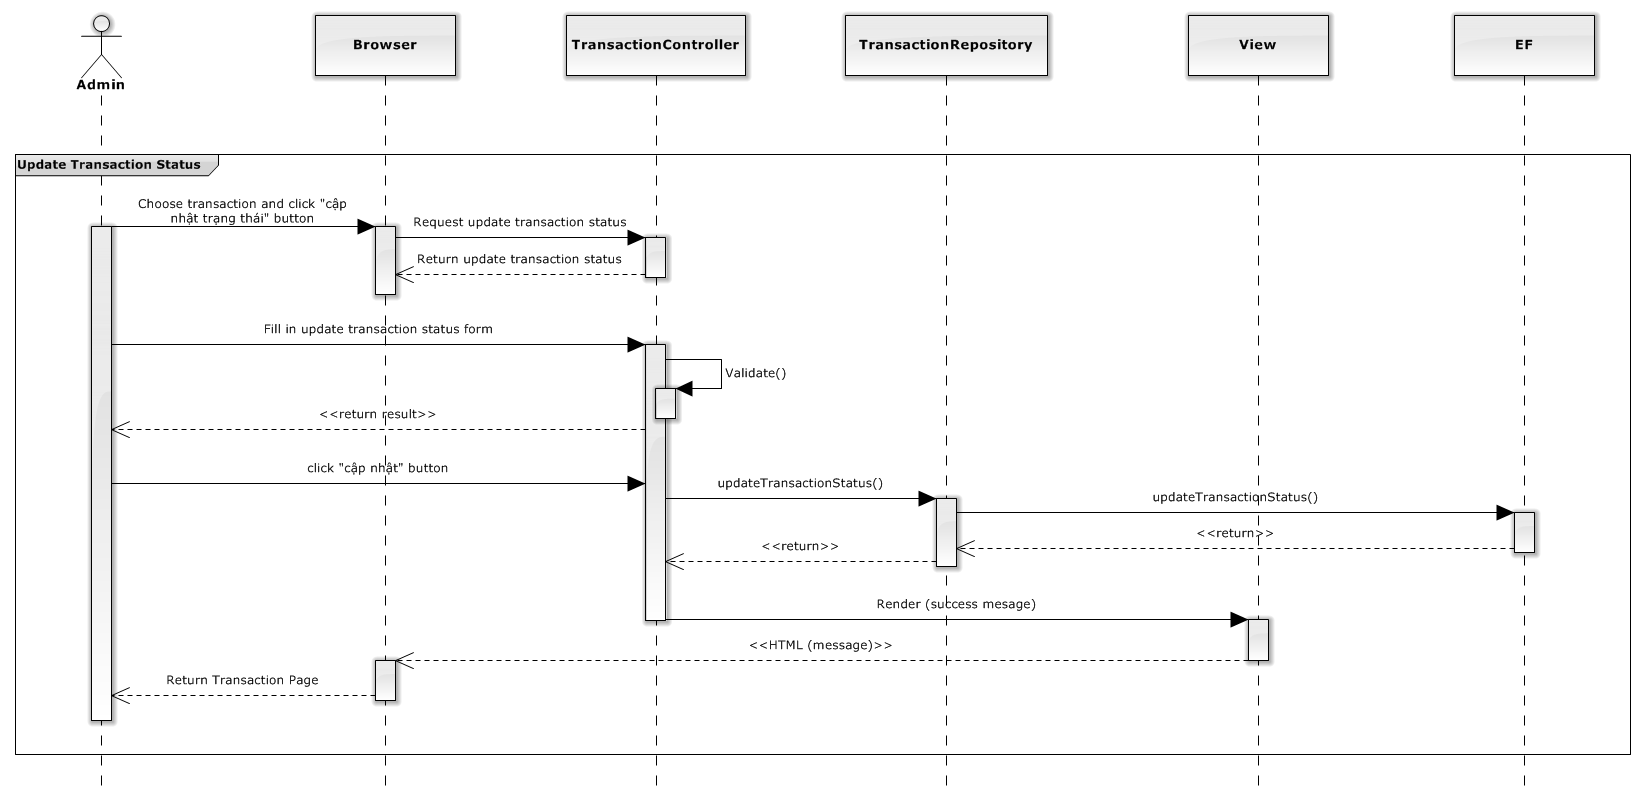 Admin
Browser
TransactionController
TransactionRepository
View
EF
Update Transaction Status
Choose transaction and click "cập
nhật trạng thái" button
Request update transaction status
Return update transaction status
Fill in update transaction status form
Validate()
<<return result>>
click "cập nhật" button
updateTransactionStatus()
updateTransactionStatus()
<<return>>
<<return>>
Render (success mesage)
<<HTML (message)>>
Return Transaction Page